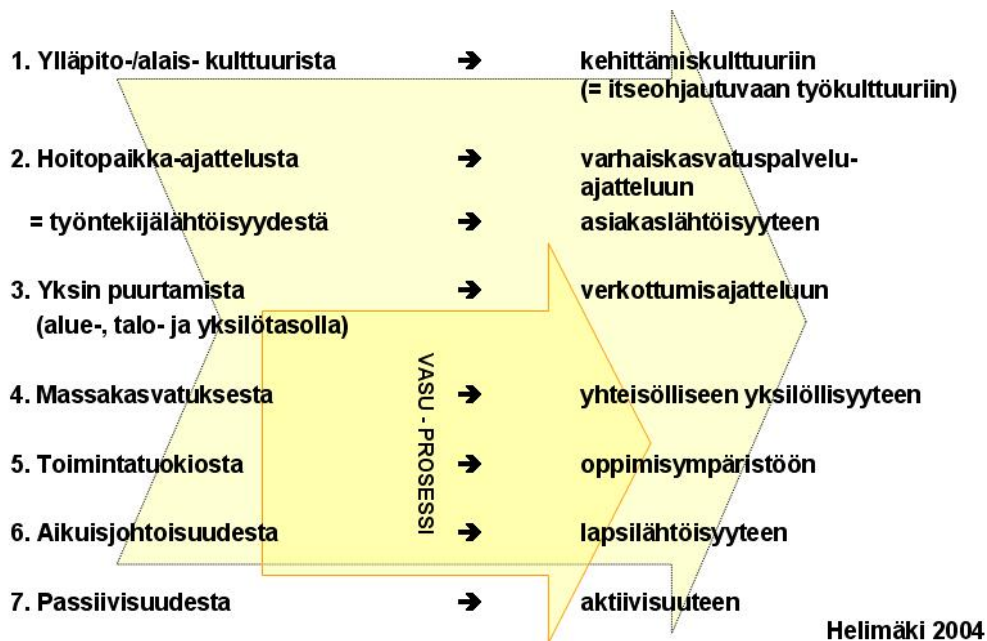 1. Ylläpito-/alais- kulttuurista ➔ kehittämiskulttuuriin
(= itseohjautuvaan työkulttuuriin)
2. Hoitopaikka-ajattelusta ➔ varhaiskasvatuspalvelu-
ajatteluun
= työntekijälähtöisyydestä ➔ asiakaslähtöisyyteen
3. Yksin puurtamista ➔ verkottumisajatteluun
(alue-, talo- ja yksilötasolla)
VASU - PROSESSI
4. Massakasvatuksesta ➔ yhteisölliseen yksilöllisyyteen
5. Toimintatuokiosta ➔ oppimisympäristöön
6. Aikuisjohtoisuudesta ➔ lapsilähtöisyyteen
7. Passiivisuudesta ➔ aktiivisuuteen
Helimäki 2004